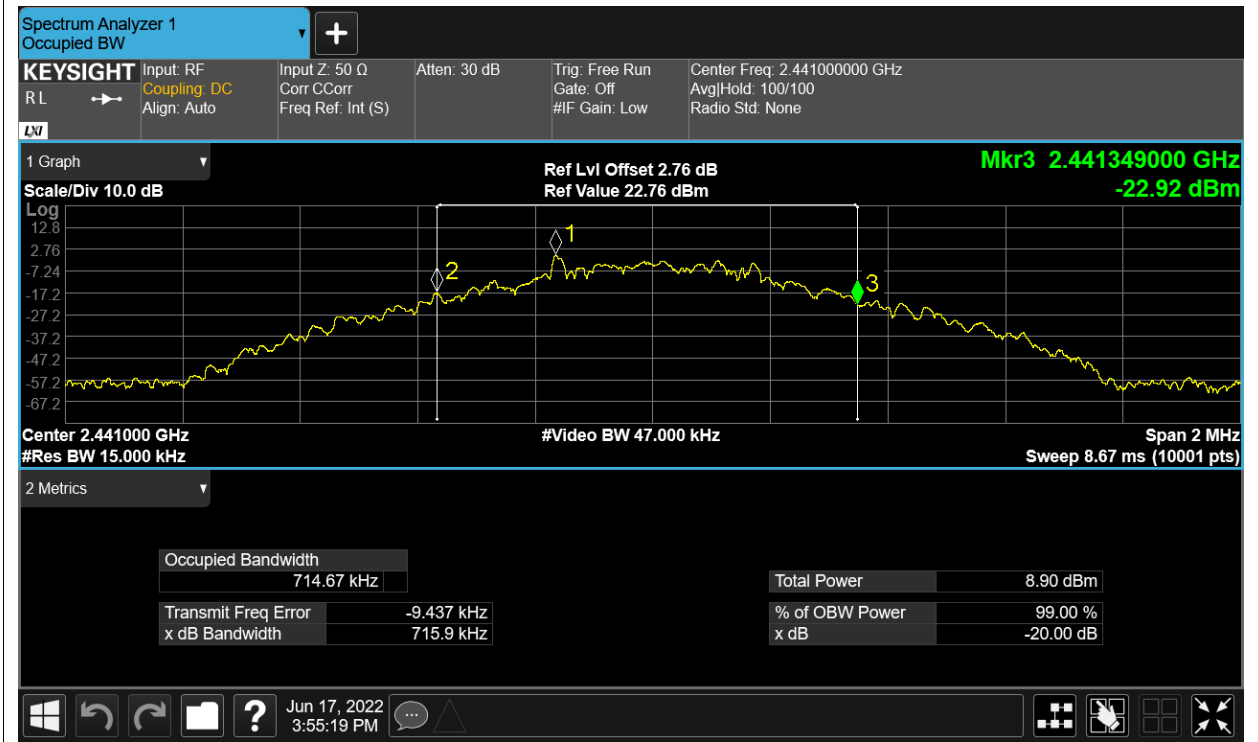 Spectrum Analyzer 1
Occupied BW
KEYSIGHT
R L
LXI
Input: RF
Coupling: DC
Align: Auto
Input Z: 50 Ω
Corr CCorr
Freq Ref: Int (S)
Atten: 30 dB
Trig: Free Run
Gate: Off
#IF Gain: Low
Center Freq: 2.441000000 GHz
Avg|Hold: 100/100
Radio Std: None
1 Graph
Scale/Div 10.0 dB
Ref Lvl Offset 2.76 dB
Ref Value 22.76 dBm
Mkr3 2.441349000 GHz
-22.92 dBm
Log
12.8
2.76
-7.24
-17.2
-27.2
-37.2
-47.2
-57.2
-67.2
1
2
3
Center 2.441000 GHz
#Video BW 47.000 kHz
Span 2 MHz
#Res BW 15.000 kHz
Sweep 8.67 ms (10001 pts)
2 Metrics
Occupied Bandwidth
714.67 kHz
Transmit Freq Error -9.437 kHz
x dB Bandwidth 715.9 kHz
Total Power 8.90 dBm
% of OBW Power 99.00 %
x dB -20.00 dB
?
Jun 17, 2022
3:55:19 PM